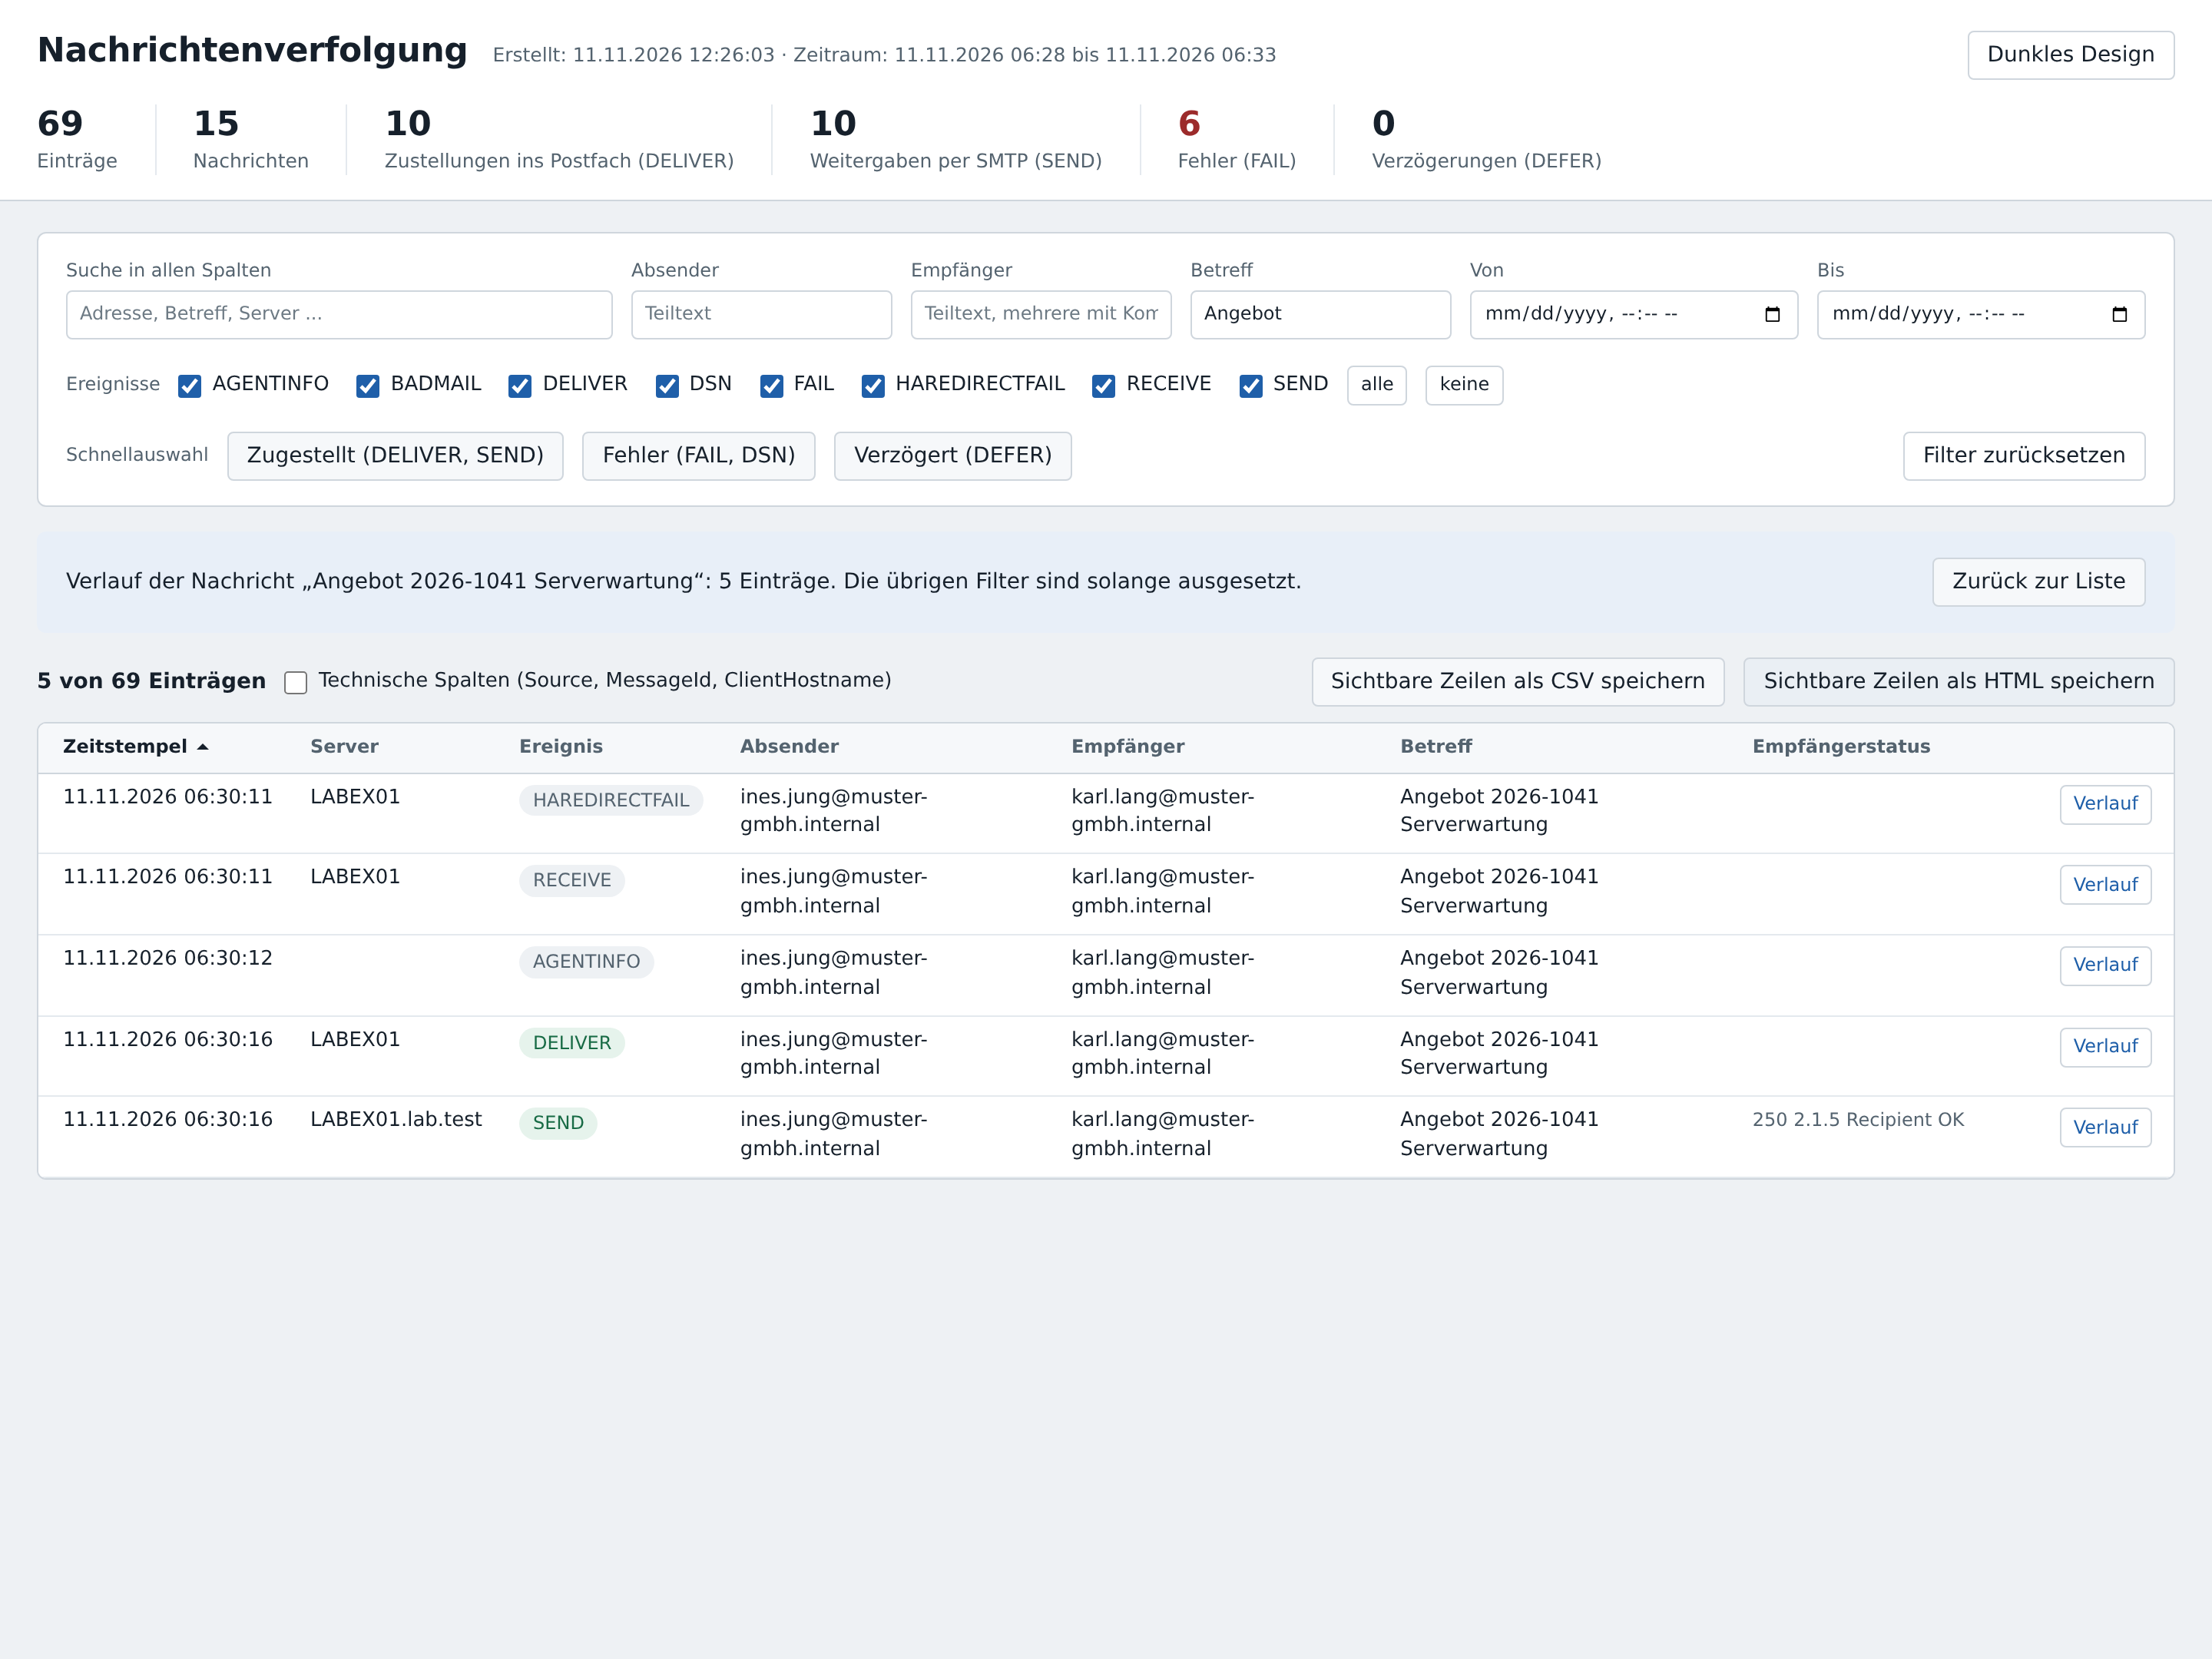 Nachrichtenverfolgung Erstellt: 11.11.2026 12:26:03 · Zeitraum: 11.11.2026 06:28 bis 11.11.2026 06:33 Dunkles Design
69 15 10 10 6 0
Einträge Nachrichten Zustellungen ins Postfach (DELIVER) Weitergaben per SMTP (SEND) Fehler (FAIL) Verzögerungen (DEFER)
Suche in allen Spalten Absender Empfänger Betreff Von Bis
Adresse, Betreff, Server ... Teiltext Teiltext, mehrere mit Kom Angebot mm/dd/yyyy, --:-- -- mm/dd/yyyy, --:-- --
Ereignisse AGENTINFO BADMAIL DELIVER DSN FAIL HAREDIRECTFAIL RECEIVE SEND alle keine
Schnellauswahl Zugestellt (DELIVER, SEND) Fehler (FAIL, DSN) Verzögert (DEFER) Filter zurücksetzen
Verlauf der Nachricht „Angebot 2026-1041 Serverwartung“: 5 Einträge. Die übrigen Filter sind solange ausgesetzt. Zurück zur Liste
5 von 69 Einträgen Technische Spalten (Source, MessageId, ClientHostname) Sichtbare Zeilen als CSV speichern Sichtbare Zeilen als HTML speichern
Zeitstempel Server Ereignis Absender Empfänger Betreff Empfängerstatus
11.11.2026 06:30:11 LABEX01 HAREDIRECTFAIL ines.jung@muster- karl.lang@muster- Angebot 2026-1041 Verlauf
gmbh.internal gmbh.internal Serverwartung
11.11.2026 06:30:11 LABEX01 RECEIVE ines.jung@muster- karl.lang@muster- Angebot 2026-1041 Verlauf
gmbh.internal gmbh.internal Serverwartung
11.11.2026 06:30:12 AGENTINFO ines.jung@muster- karl.lang@muster- Angebot 2026-1041 Verlauf
gmbh.internal gmbh.internal Serverwartung
11.11.2026 06:30:16 LABEX01 DELIVER ines.jung@muster- karl.lang@muster- Angebot 2026-1041 Verlauf
gmbh.internal gmbh.internal Serverwartung
11.11.2026 06:30:16 LABEX01.lab.test SEND ines.jung@muster- karl.lang@muster- Angebot 2026-1041 250 2.1.5 Recipient OK Verlauf
gmbh.internal gmbh.internal Serverwartung